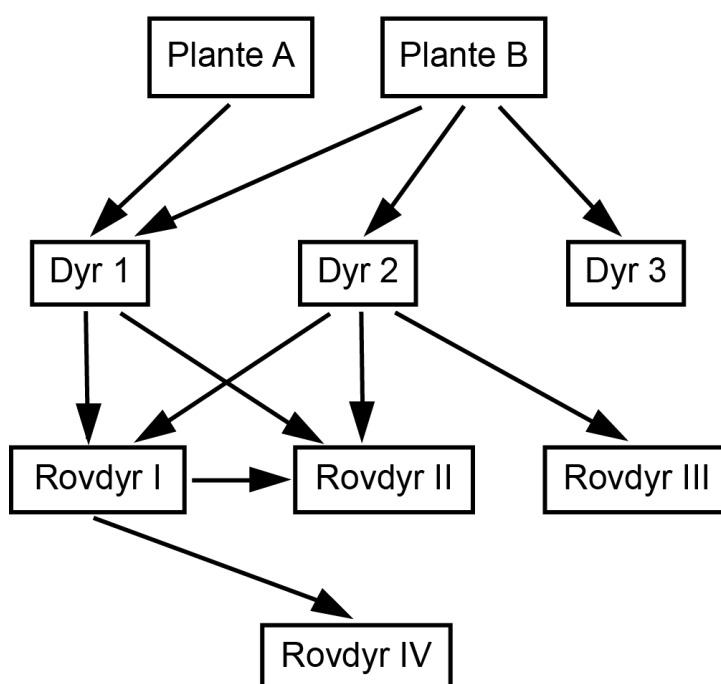 Plante A
Plante B
Dyr 1
Dyr 2
Dyr 3
Rovdyr I
Rovdyr II
Rovdyr III
Rovdyr IV